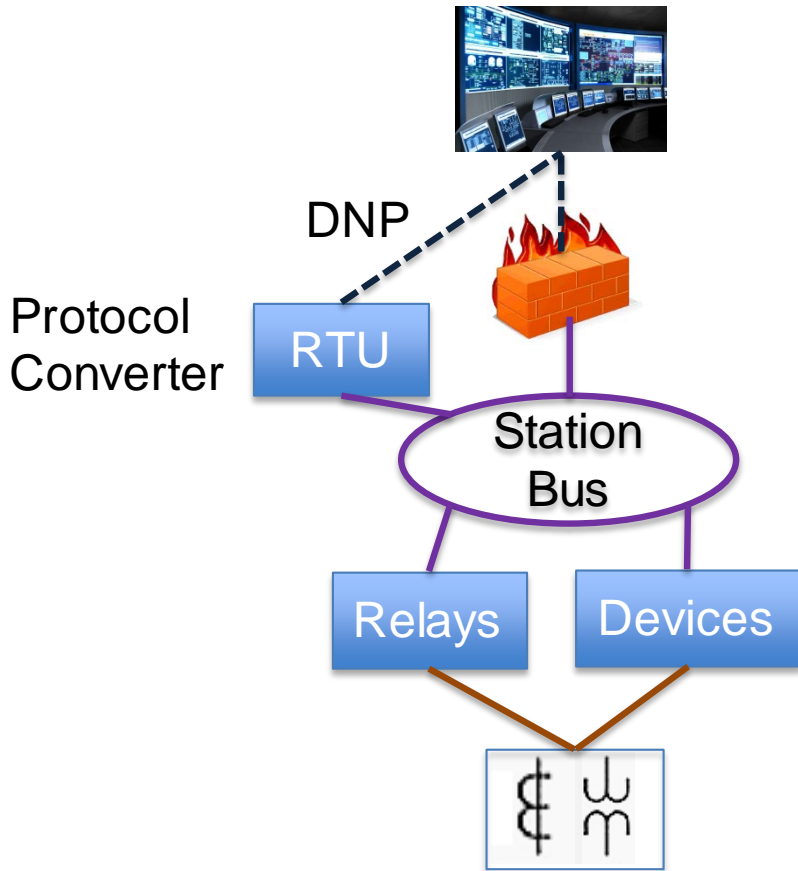 DNP
Protocol
Converter
RTU
Station
Bus
Relays
Devices